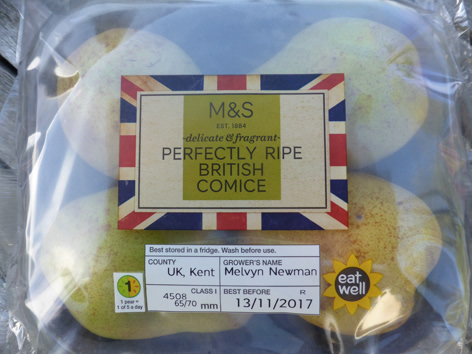 M&S
EST. 1884
·delicate & fragrant·
PERFECTLY RIPE
BRITISH
COMICE
Best stored in a fridge. Wash before use.
COUNTY
UK, Kent
GROWER'S NAME
Melvyn Newman
CLASS I
4508
65/70 mm
BEST BEFORE R
13/11/2017
1
1 pear =
1 of 5 a day
eat
well